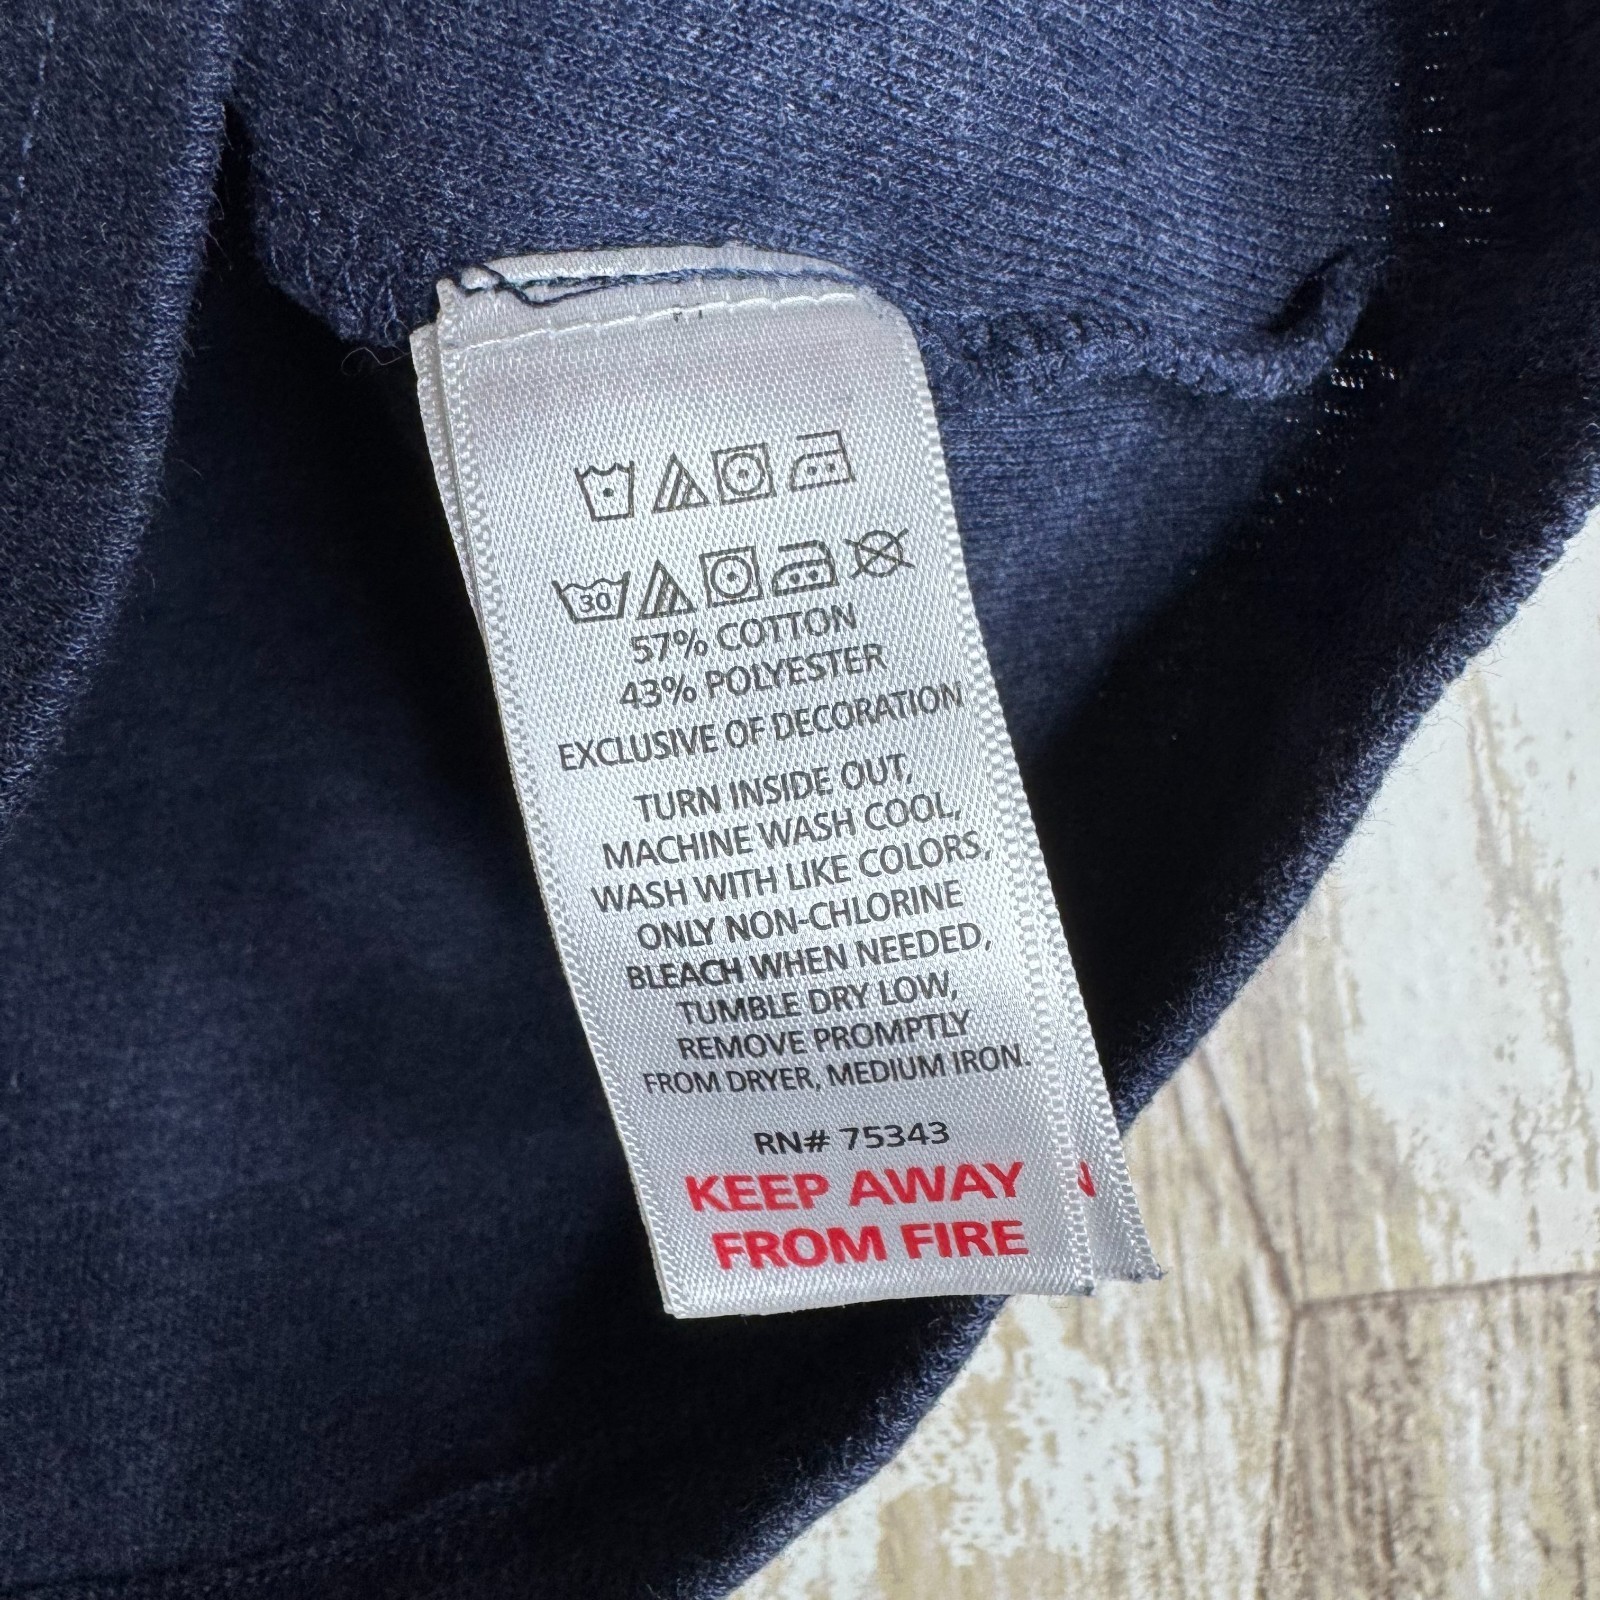 30
57% COTTON
43% POLYESTER
EXCLUSIVE OF DECORATION
TURN INSIDE OUT,
MACHINE WASH COOL,
WASH WITH LIKE COLORS,
ONLY NON-CHLORINE
BLEACH WHEN NEEDED,
TUMBLE DRY LOW,
REMOVE PROMPTLY
FROM DRYER, MEDIUM IRON.
RN# 75343
KEEP AWAY
FROM FIRE
N